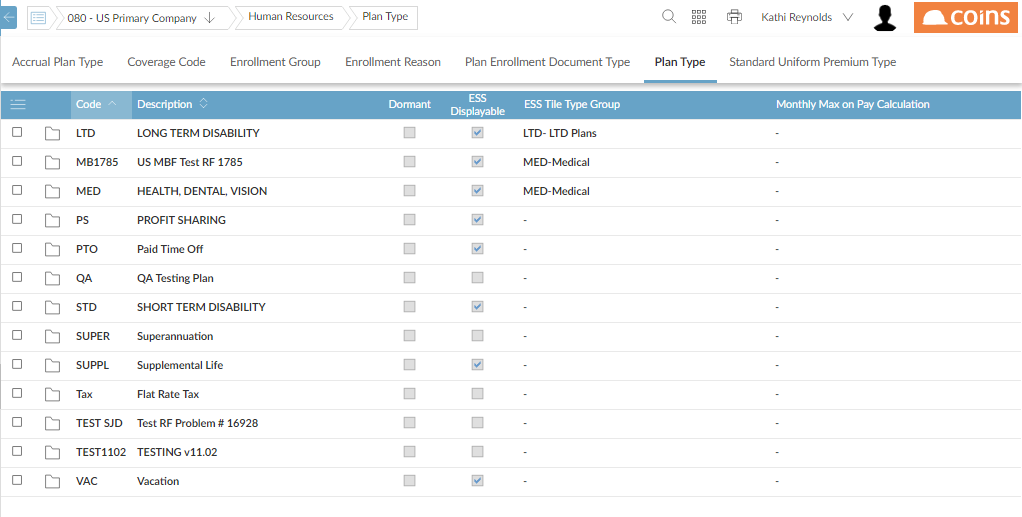 080 - US Primary Company
Human Resources
Plan Type
Kathi Reynolds
coins
Accrual Plan Type
Coverage Code
Enrollment Group
Enrollment Reason
Plan Enrollment Document Type
Plan Type
Standard Uniform Premium Type
Code Description Dormant ESS Displayable ESS Tile Type Group Monthly Max on Pay Calculation
LTD LONG TERM DISABILITY LTD- LTD Plans -
MB1785 US MBF Test RF 1785 MED-Medical -
MED HEALTH, DENTAL, VISION MED-Medical -
PS PROFIT SHARING - -
PTO Paid Time Off - -
QA QA Testing Plan - -
STD SHORT TERM DISABILITY - -
SUPER Superannuation - -
SUPPL Supplemental Life - -
Tax Flat Rate Tax - -
TEST SJD Test RF Problem # 16928 - -
TEST1102 TESTING v11.02 - -
VAC Vacation - -